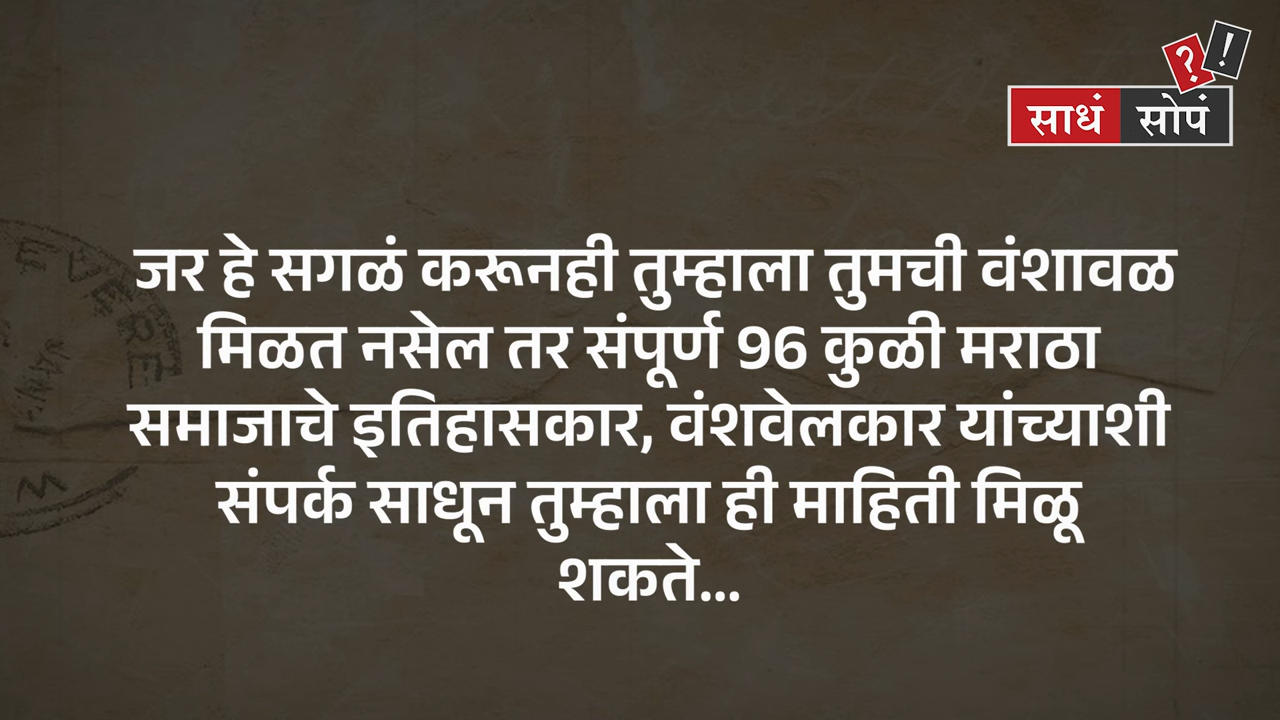 ?!
साधं सोपं
जर हे सगळं करूनही तुम्हाला तुमची वंशावळ
मिळत नसेल तर संपूर्ण 96 कुळी मराठा
समाजाचे इतिहासकार, वंशवेलकार यांच्याशी
संपर्क साधून तुम्हाला ही माहिती मिळू
शकते...